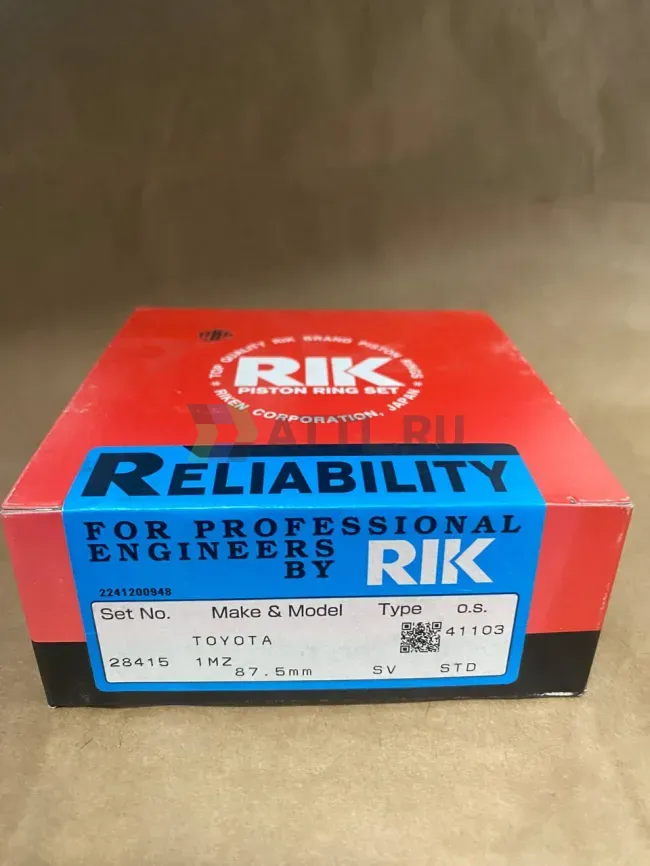 TOP QUALITY RIK BRAND PISTON RINGS
RIK
PISTON RING SET
RIKEN CORPORATION, JAPAN
ALTI.RU
RELIABILITY
FOR PROFESSIONAL
ENGINEERS
BY RIK
2241200948
Set No. Make & Model Type o.s.
TOYOTA 41103
28415 1MZ 87.5mm SV STD